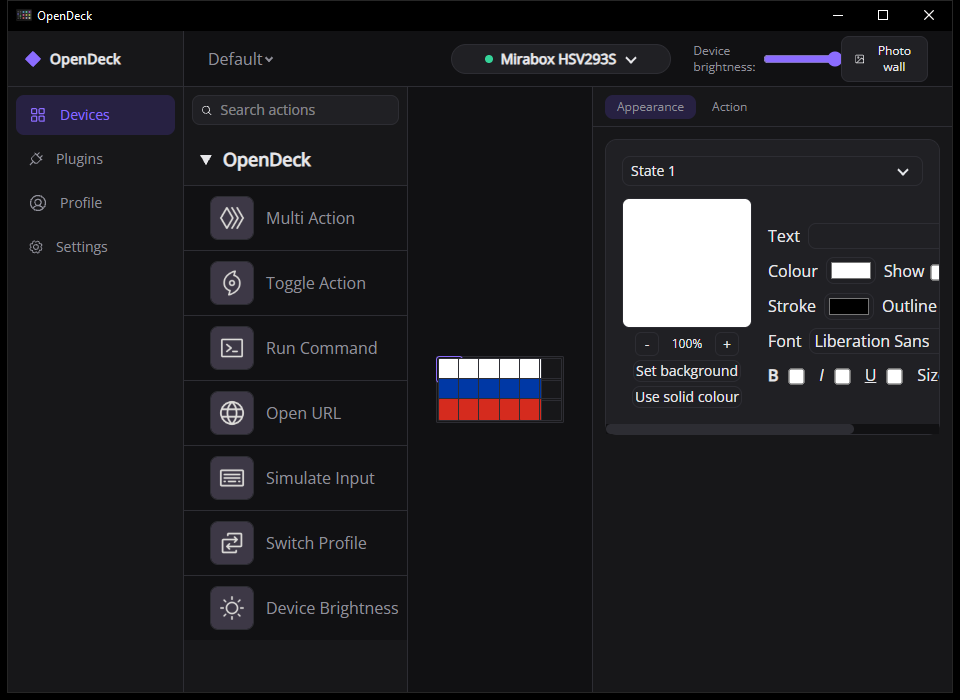 OpenDeck
OpenDeck
Default
Mirabox HSV293S
Device
brightness:
Photo
wall
Devices
Plugins
Profile
Settings
Search actions
OpenDeck
Multi Action
Toggle Action
Run Command
Open URL
Simulate Input
Switch Profile
Device Brightness
Appearance
Action
State 1
- 100% +
Set background
Use solid colour
Text
Colour Show
Stroke Outline
Font Liberation Sans
B I U Siz